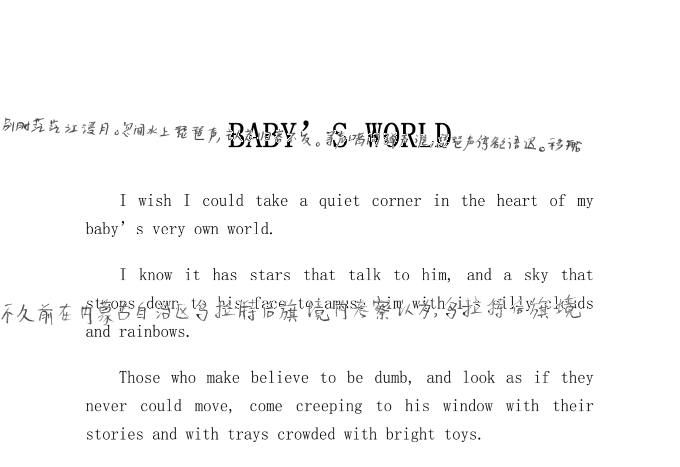 别时茫茫江浸月。忽闻水上琵琶声,主人忘归客不发。寻声暗问弹者谁,琵琶声停欲语迟。移船
BABY’S WORLD
I wish I could take a quiet corner in the heart of my
baby’s very own world.
I know it has stars that talk to him, and a sky that
stoops down to his face to amuse him with its silly clouds
不久前在内蒙古自治区乌拉特后旗境内考察以为,乌拉特后旗境
and rainbows.
Those who make believe to be dumb, and look as if they
never could move, come creeping to his window with their
stories and with trays crowded with bright toys.